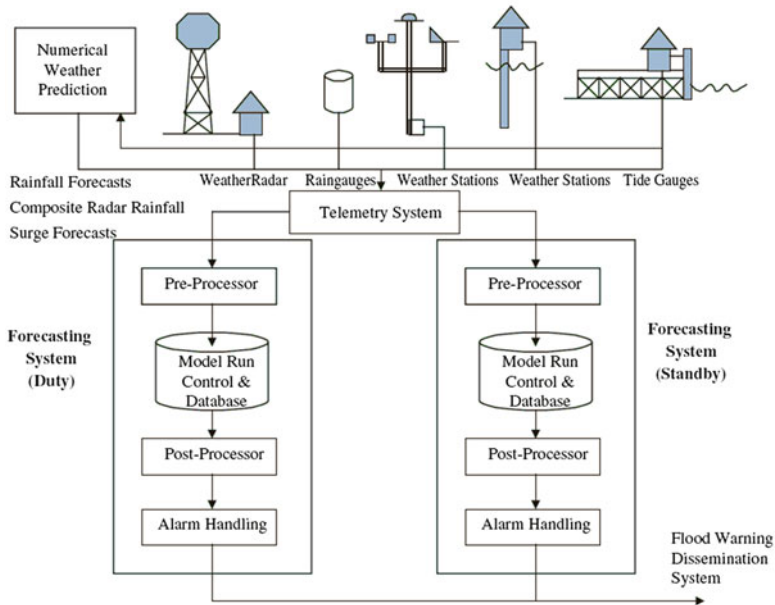 Numerical
Weather
Prediction
WeatherRadar
Raingauges
Weather Stations
Weather Stations
Tide Gauges
Rainfall Forecasts
Composite Radar Rainfall
Surge Forecasts
Telemetry System
Forecasting
System
(Duty)
Pre-Processor
Model Run
Control &
Database
Post-Processor
Alarm Handling
Pre-Processor
Model Run
Control &
Database
Post-Processor
Alarm Handling
Forecasting
System
(Standby)
Flood Warning
Dissemination
System